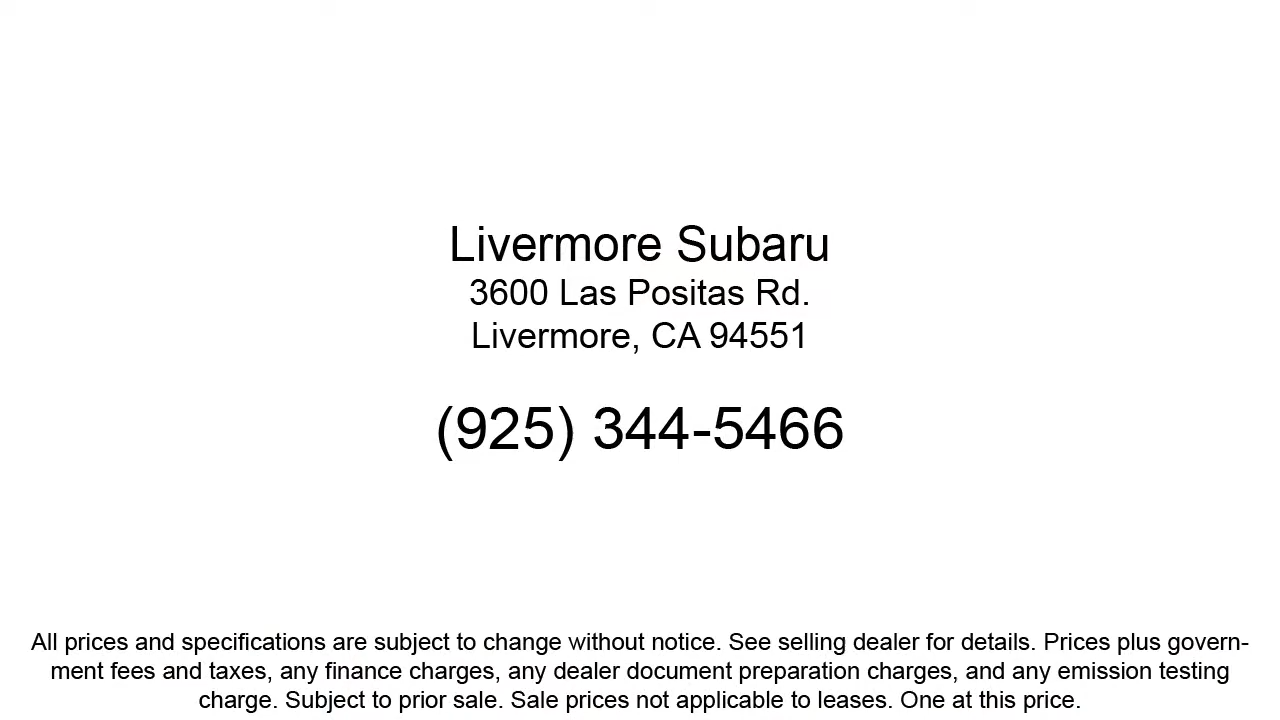 Livermore Subaru
3600 Las Positas Rd.
Livermore, CA 94551
(925) 344-5466
All prices and specifications are subject to change without notice. See selling dealer for details. Prices plus govern-
ment fees and taxes, any finance charges, any dealer document preparation charges, and any emission testing
charge. Subject to prior sale. Sale prices not applicable to leases. One at this price.